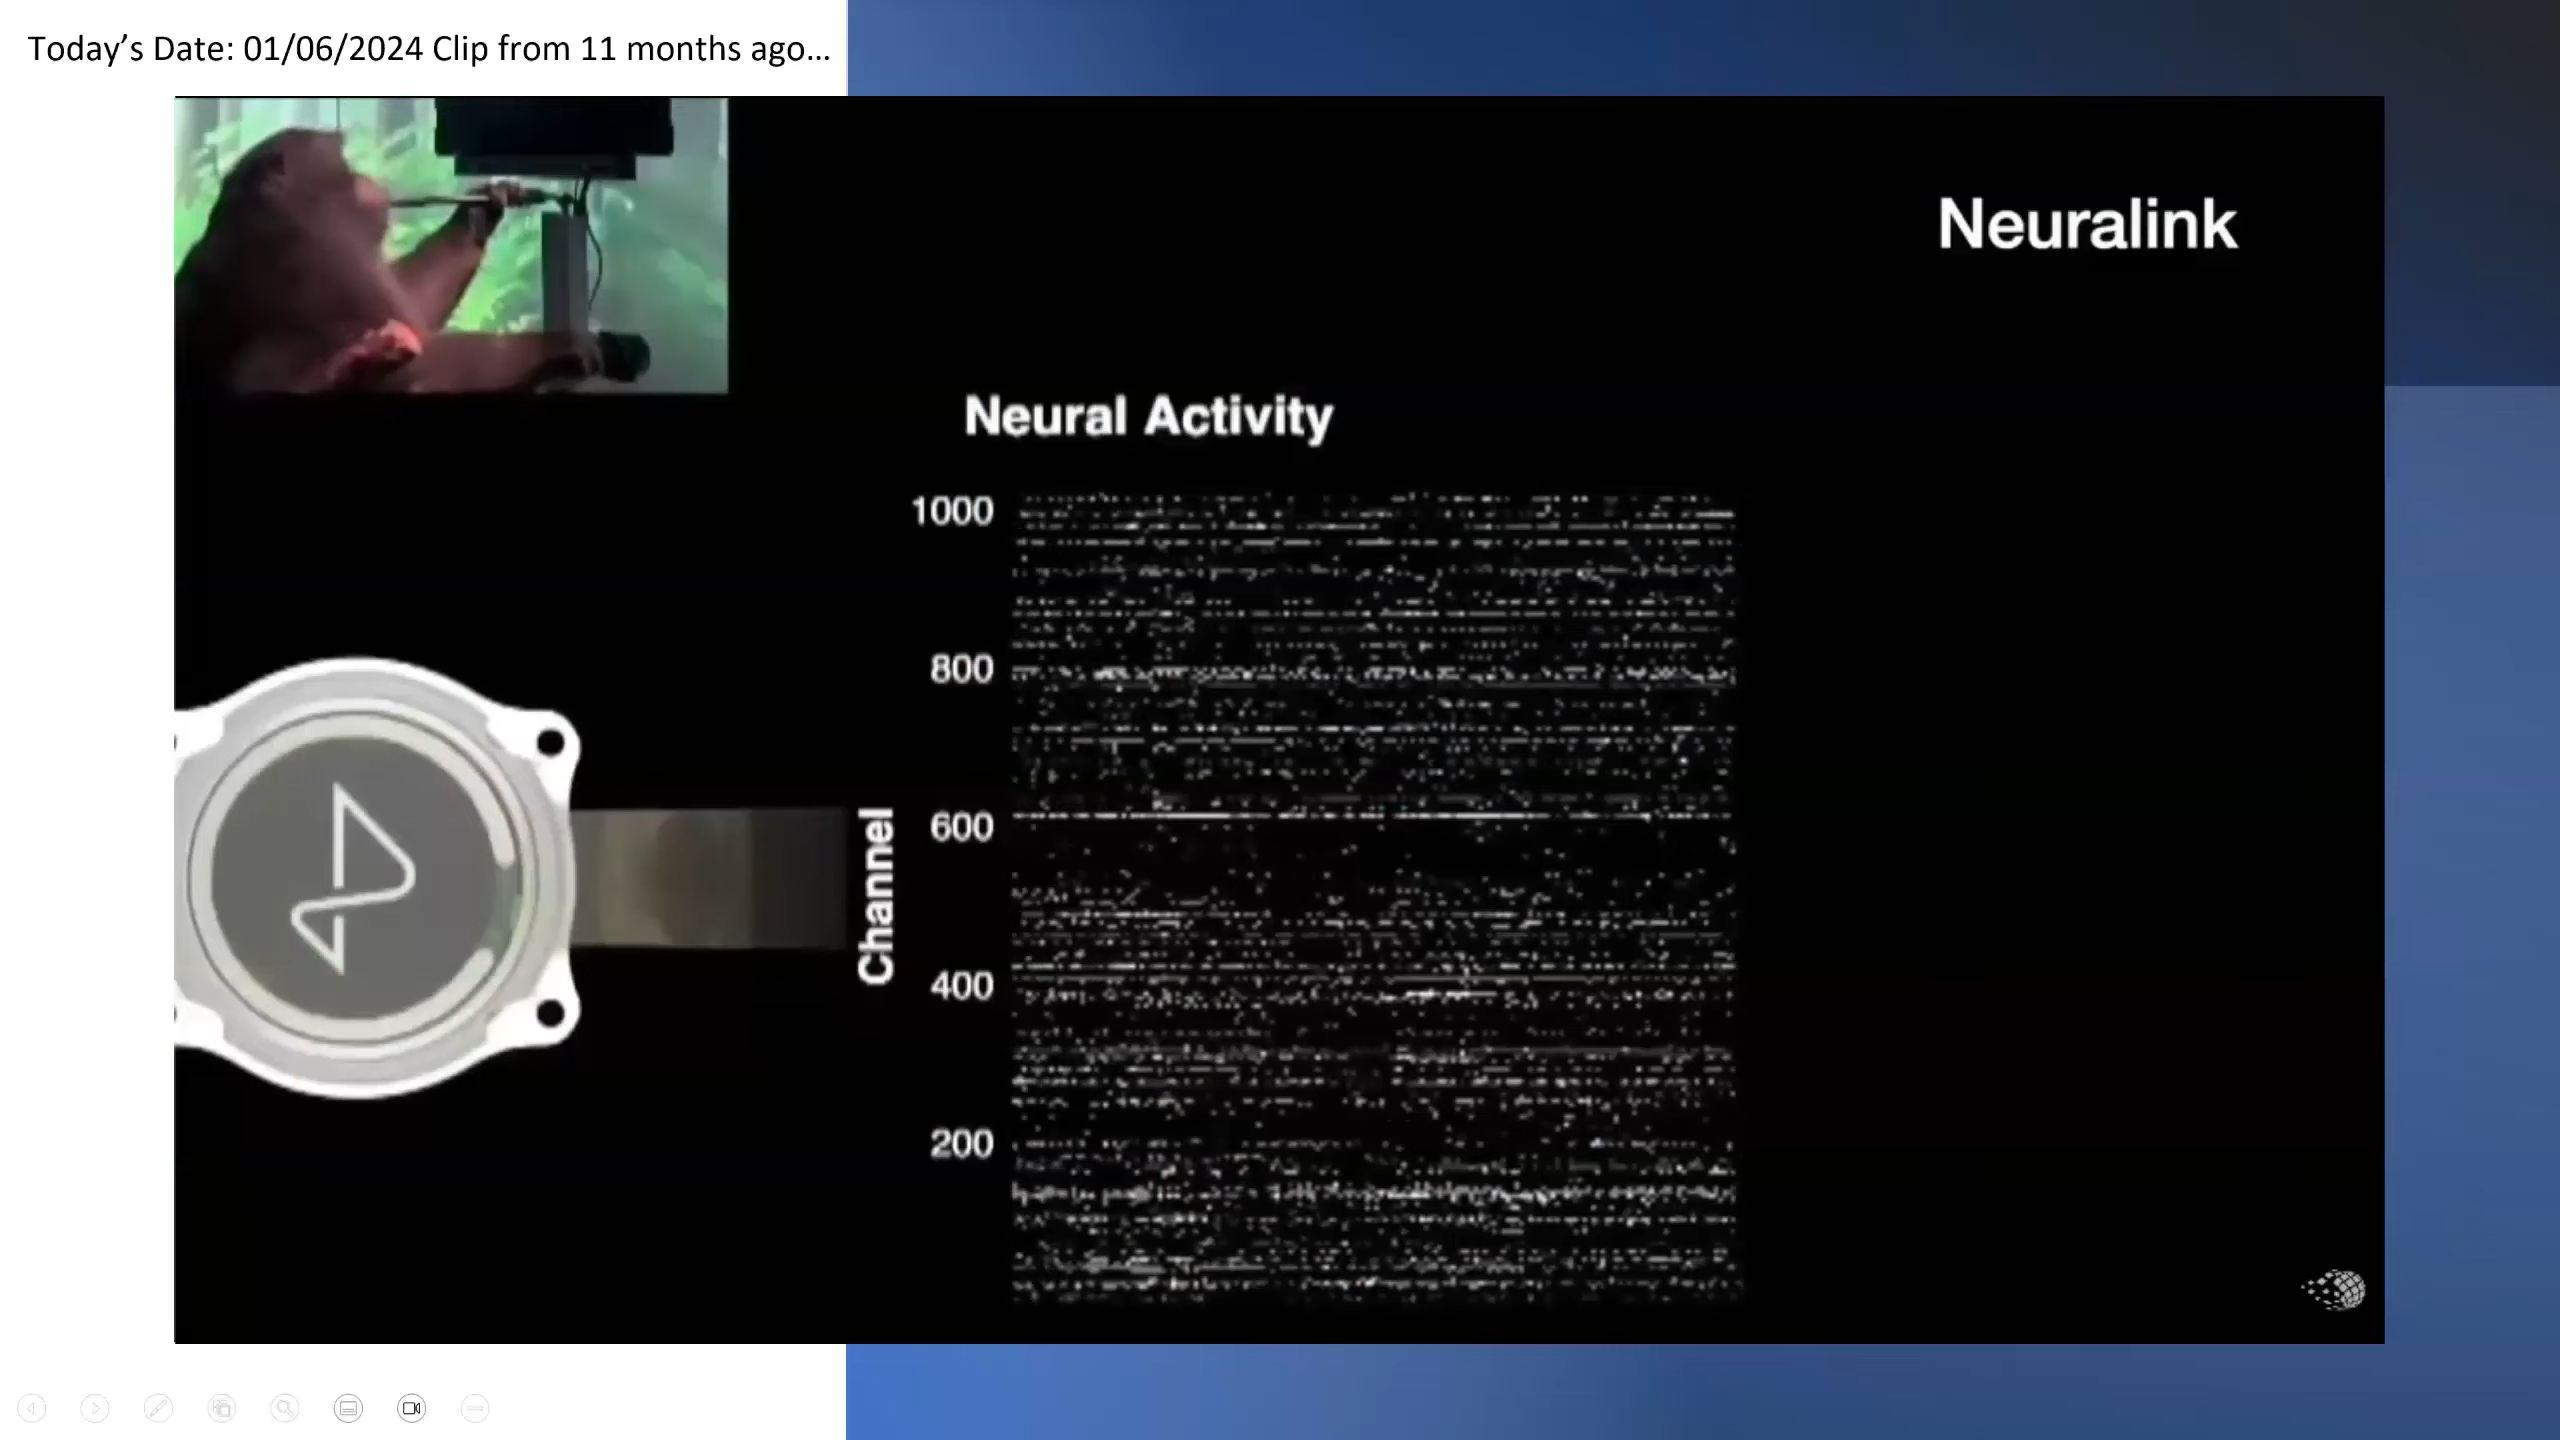 Today’s Date: 01/06/2024 Clip from 11 months ago…
Neuralink
Neural Activity
1000
800
600
400
200
Channel